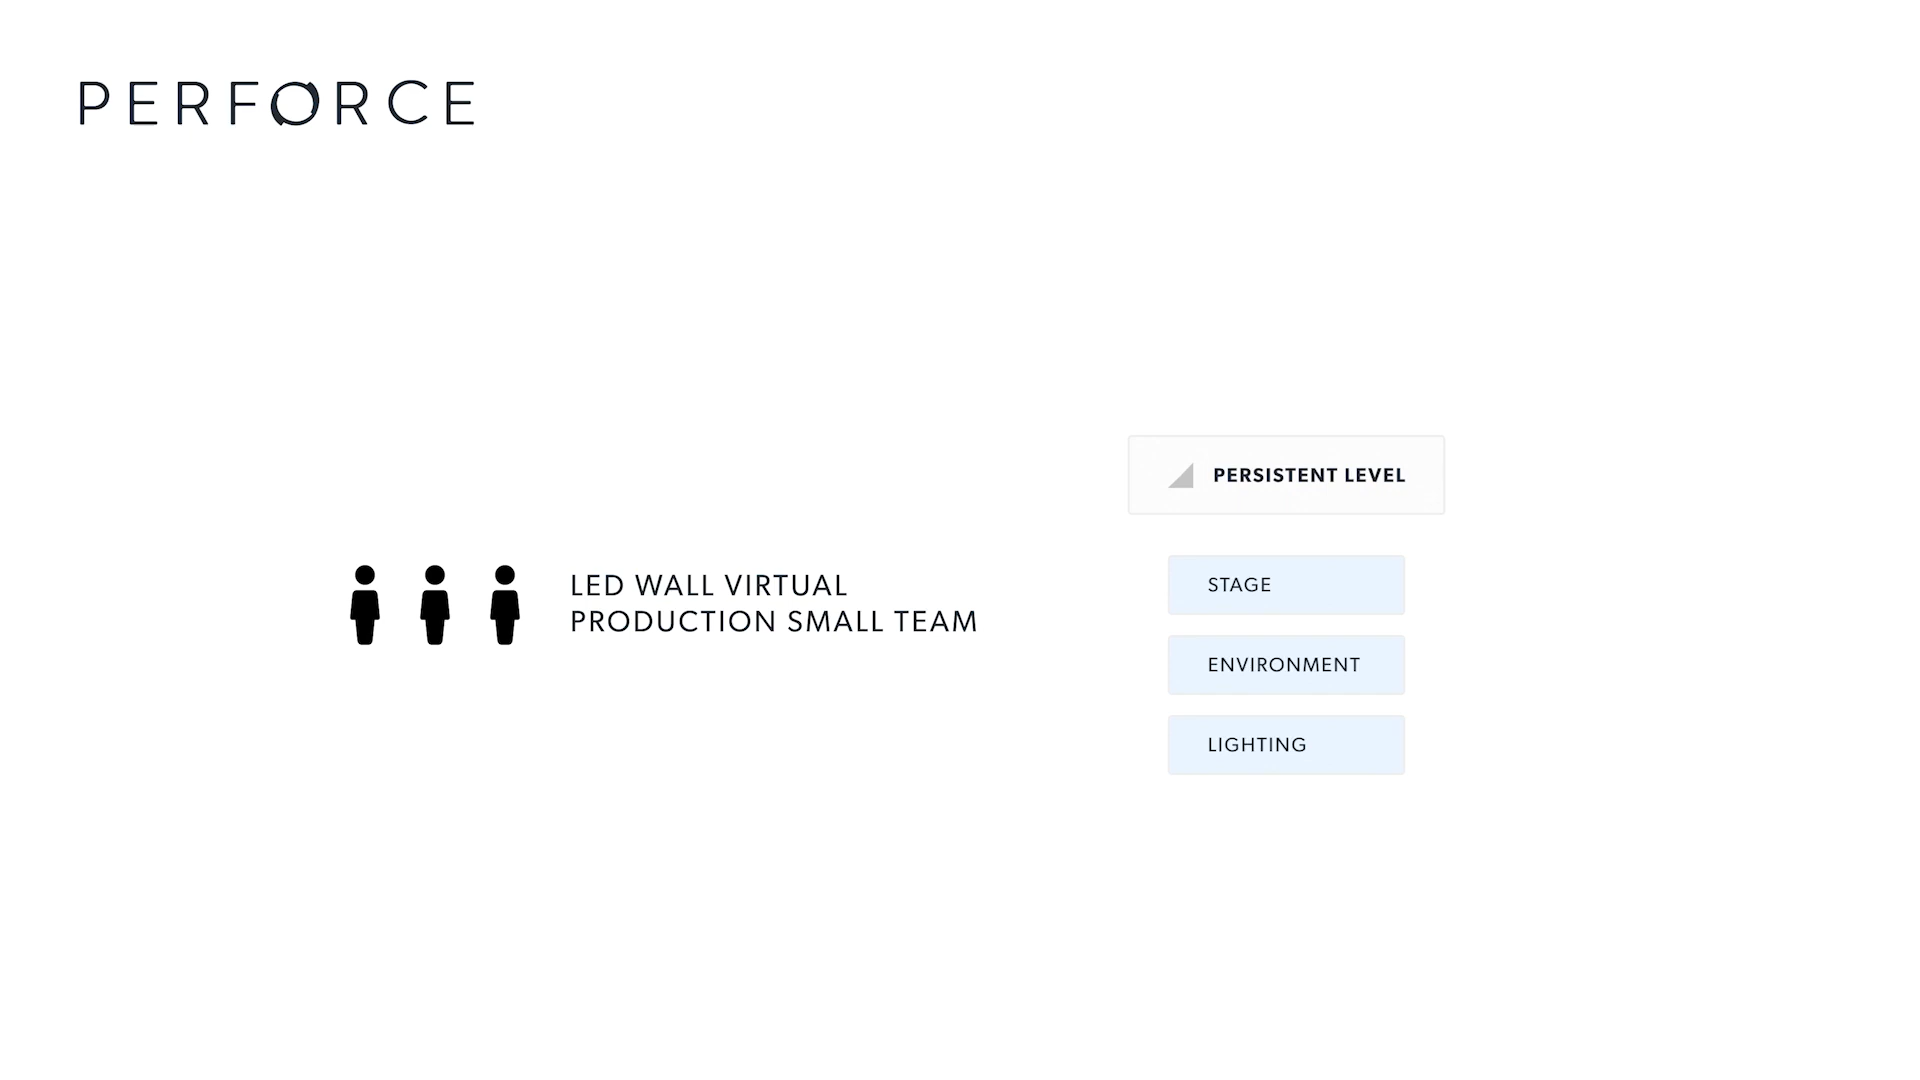 PERFORCE
LED WALL VIRTUAL
PRODUCTION SMALL TEAM
PERSISTENT LEVEL
STAGE
ENVIRONMENT
LIGHTING